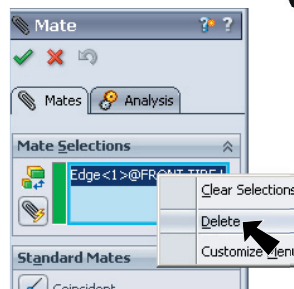 Mate
? ?
Mates Analysis
Mate Selections
Edge<1>@FRONT TIRE
Clear Selections
Delete
Customize Menu
Standard Mates
Coincident